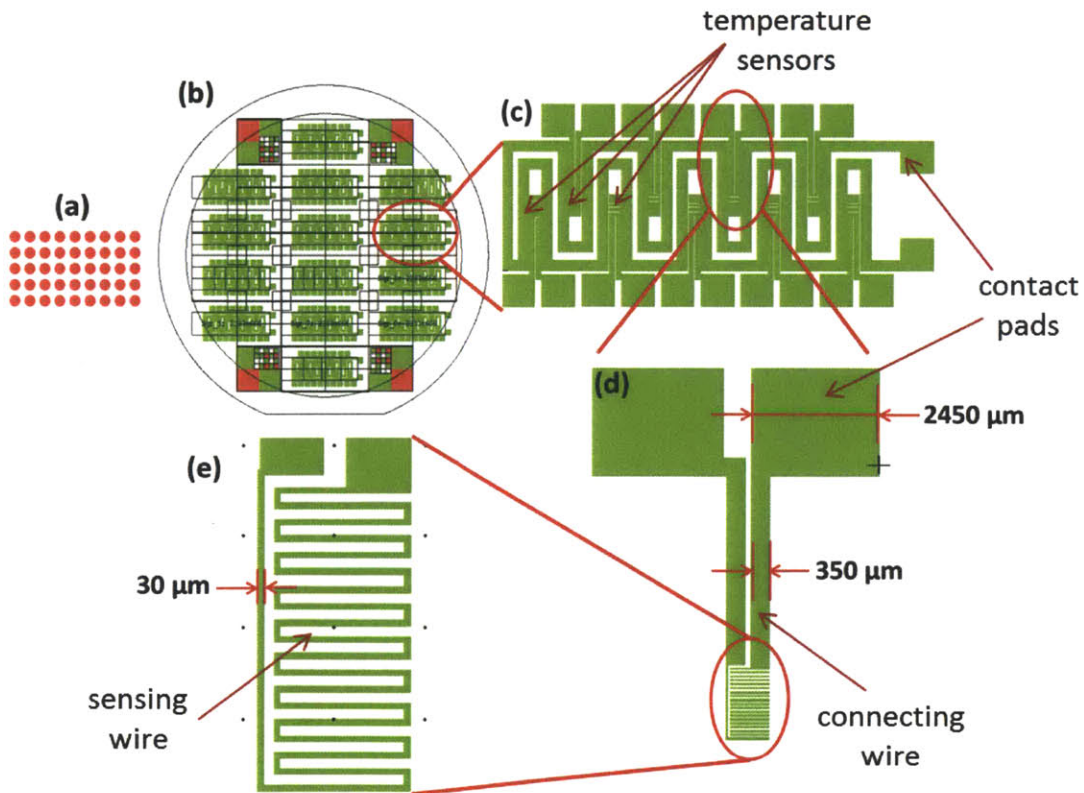 temperature
sensors
(b)
(c)
(a)
contact
pads
(d)
2450 µm
(e)
30 µm
350 µm
sensing
wire
connecting
wire